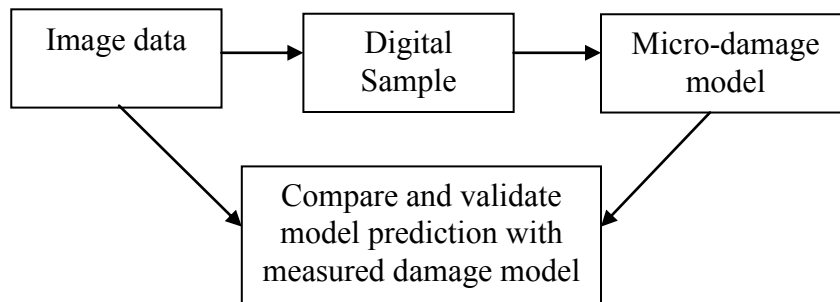 Image data
Digital
Sample
Micro-damage
model
Compare and validate
model prediction with
measured damage model